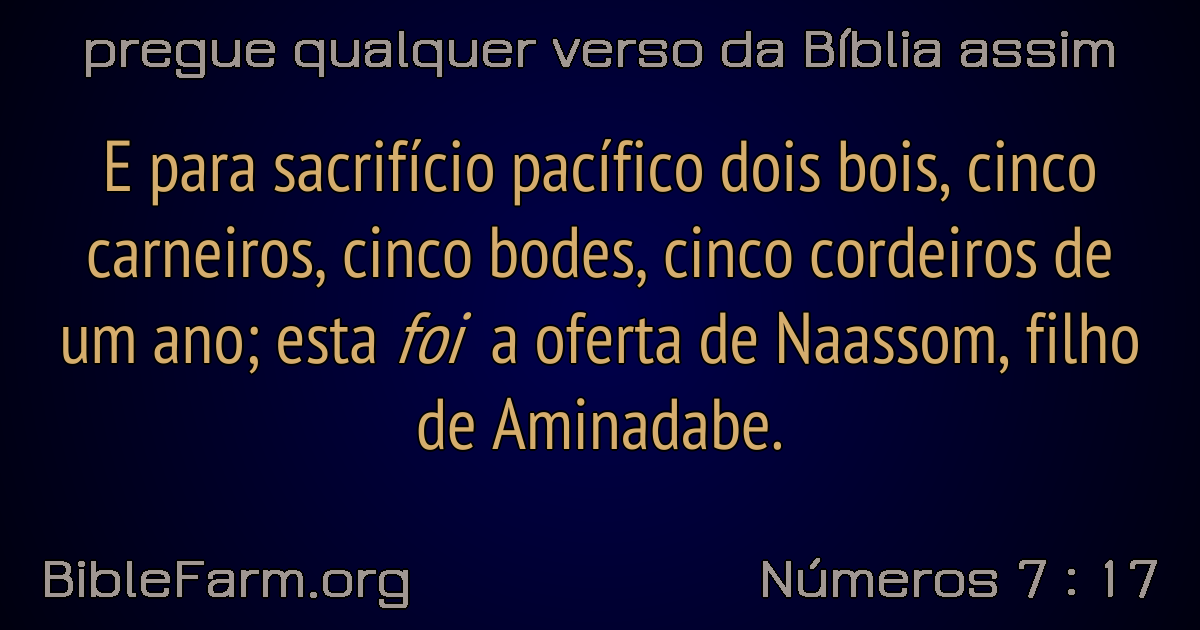 pregue qualquer verso da Bíblia assim
E para sacrifício pacífico dois bois, cinco
carneiros, cinco bodes, cinco cordeiros de
um ano; esta foi a oferta de Naassom, filho
de Aminadabe.
BibleFarm.org
Números 7 : 17